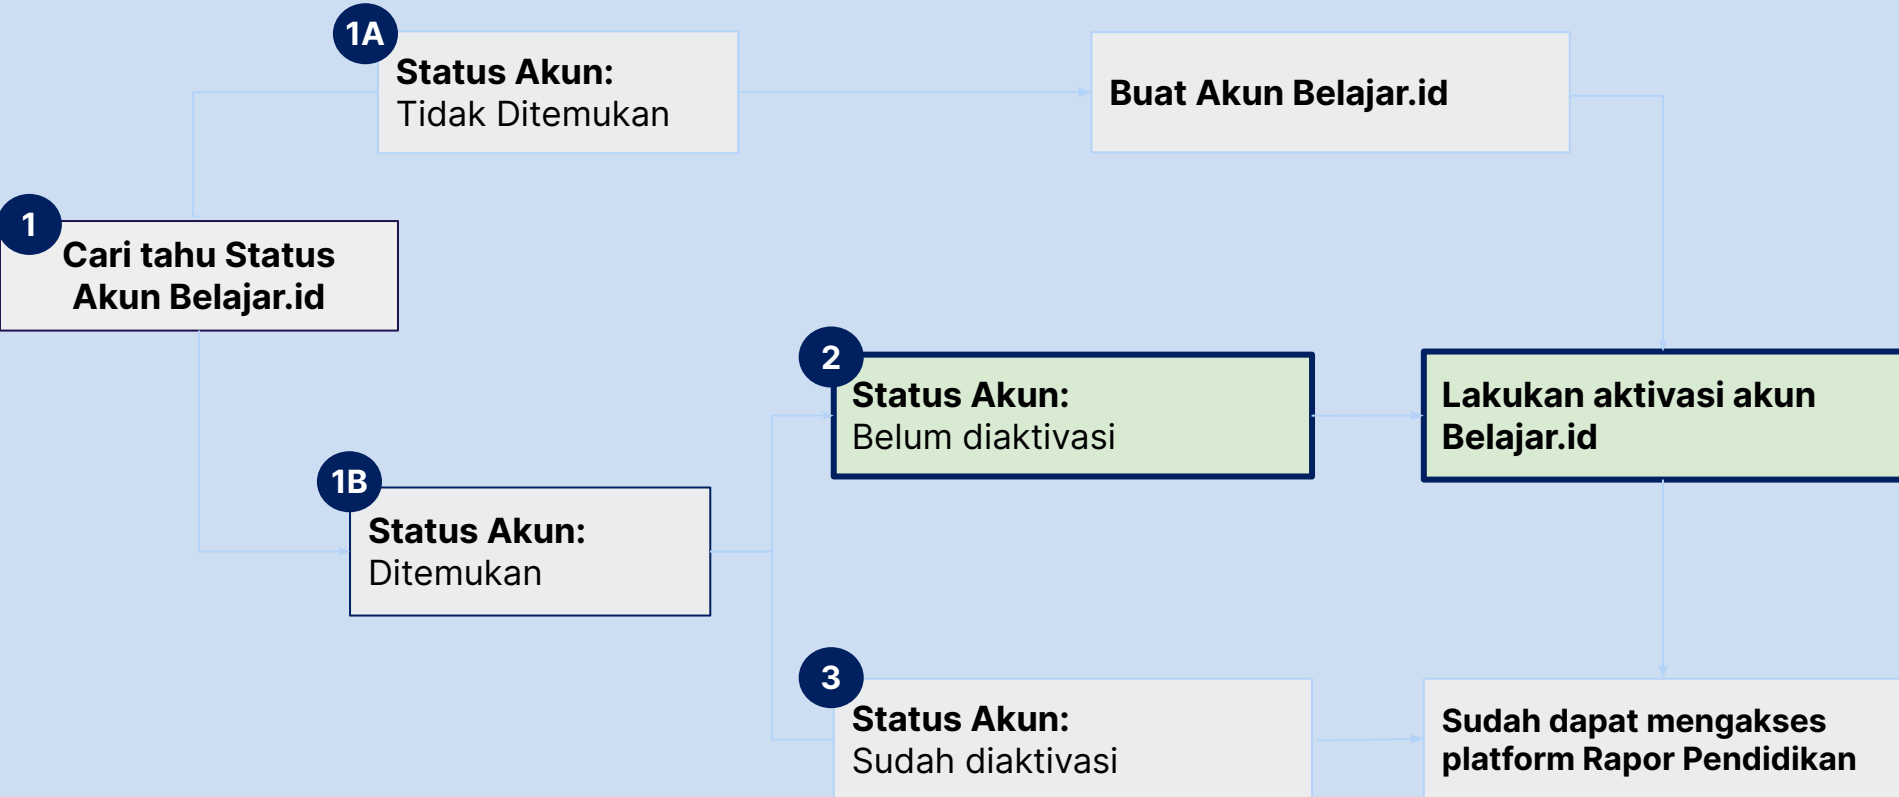 1A
Status Akun:
Tidak Ditemukan
Buat Akun Belajar.id
1
Cari tahu Status
Akun Belajar.id
2
Status Akun:
Belum diaktivasi
Lakukan aktivasi akun
Belajar.id
1B
Status Akun:
Ditemukan
3
Status Akun:
Sudah diaktivasi
Sudah dapat mengakses
platform Rapor Pendidikan